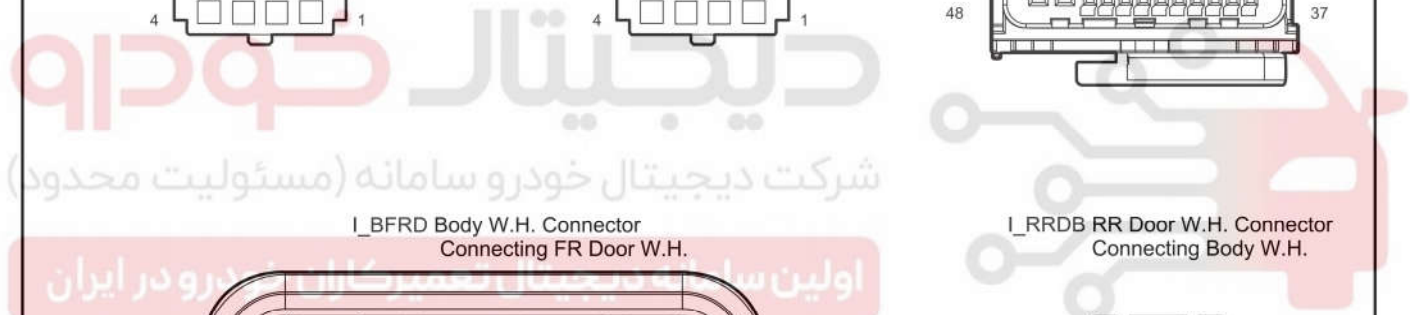 4 1 4 1 48 37
دیجیتال خودرو
شرکت دیجیتال خودرو سامانه (مسئولیت محدود)
I_BFRD Body W.H. Connector
Connecting FR Door W.H.
I_RRDB RR Door W.H. Connector
Connecting Body W.H.
اولین سامانه دیجیتال تعمیرکاران خودرو در ایران